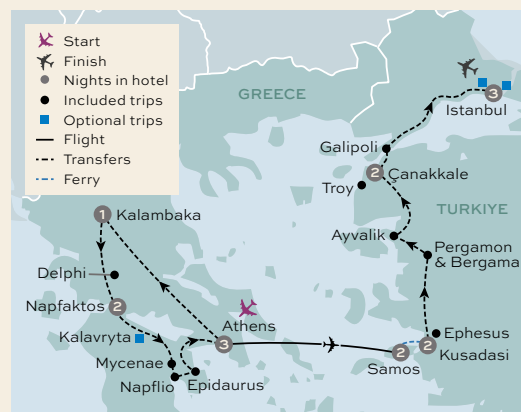 Start
Finish
Nights in hotel
Included trips
Optional trips
Flight
Transfers
Ferry
GREECE
3
Istanbul
Galipoli
2
Çanakkale
Troy
TURKIYE
1
Kalambaka
Ayvalik
Pergamon
& Bergama
Delphi
Napfaktos
2
Kalavryta
Athens
3
Mycenae
Napflio
Epidaurus
Ephesus
2
2
Kusadasi
Samos